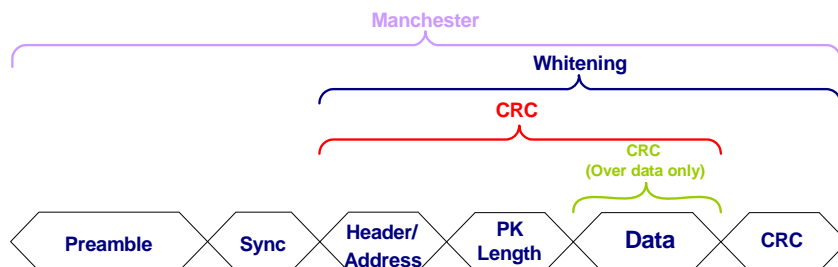 Manchester
Whitening
CRC
CRC
(Over data only)
Preamble
Sync
Header/
Address
PK
Length
Data
CRC